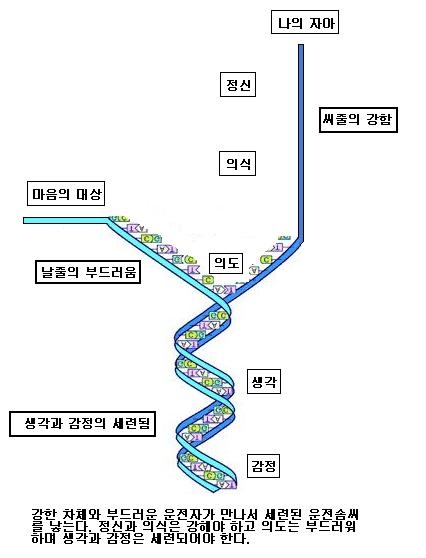 나의 자아
정신
씨줄의 강함
의식
마음의 대상
의도
날줄의 부드러움
생각
생각과 감정의 세련됨
감정
강한 차체와 부드러운 운전자가 만나서 세련된 운전솜씨
를 낳는다. 정신과 의식은 강해야 하고 의도는 부드러워
하며 생각과 감정은 세련되어야 한다.